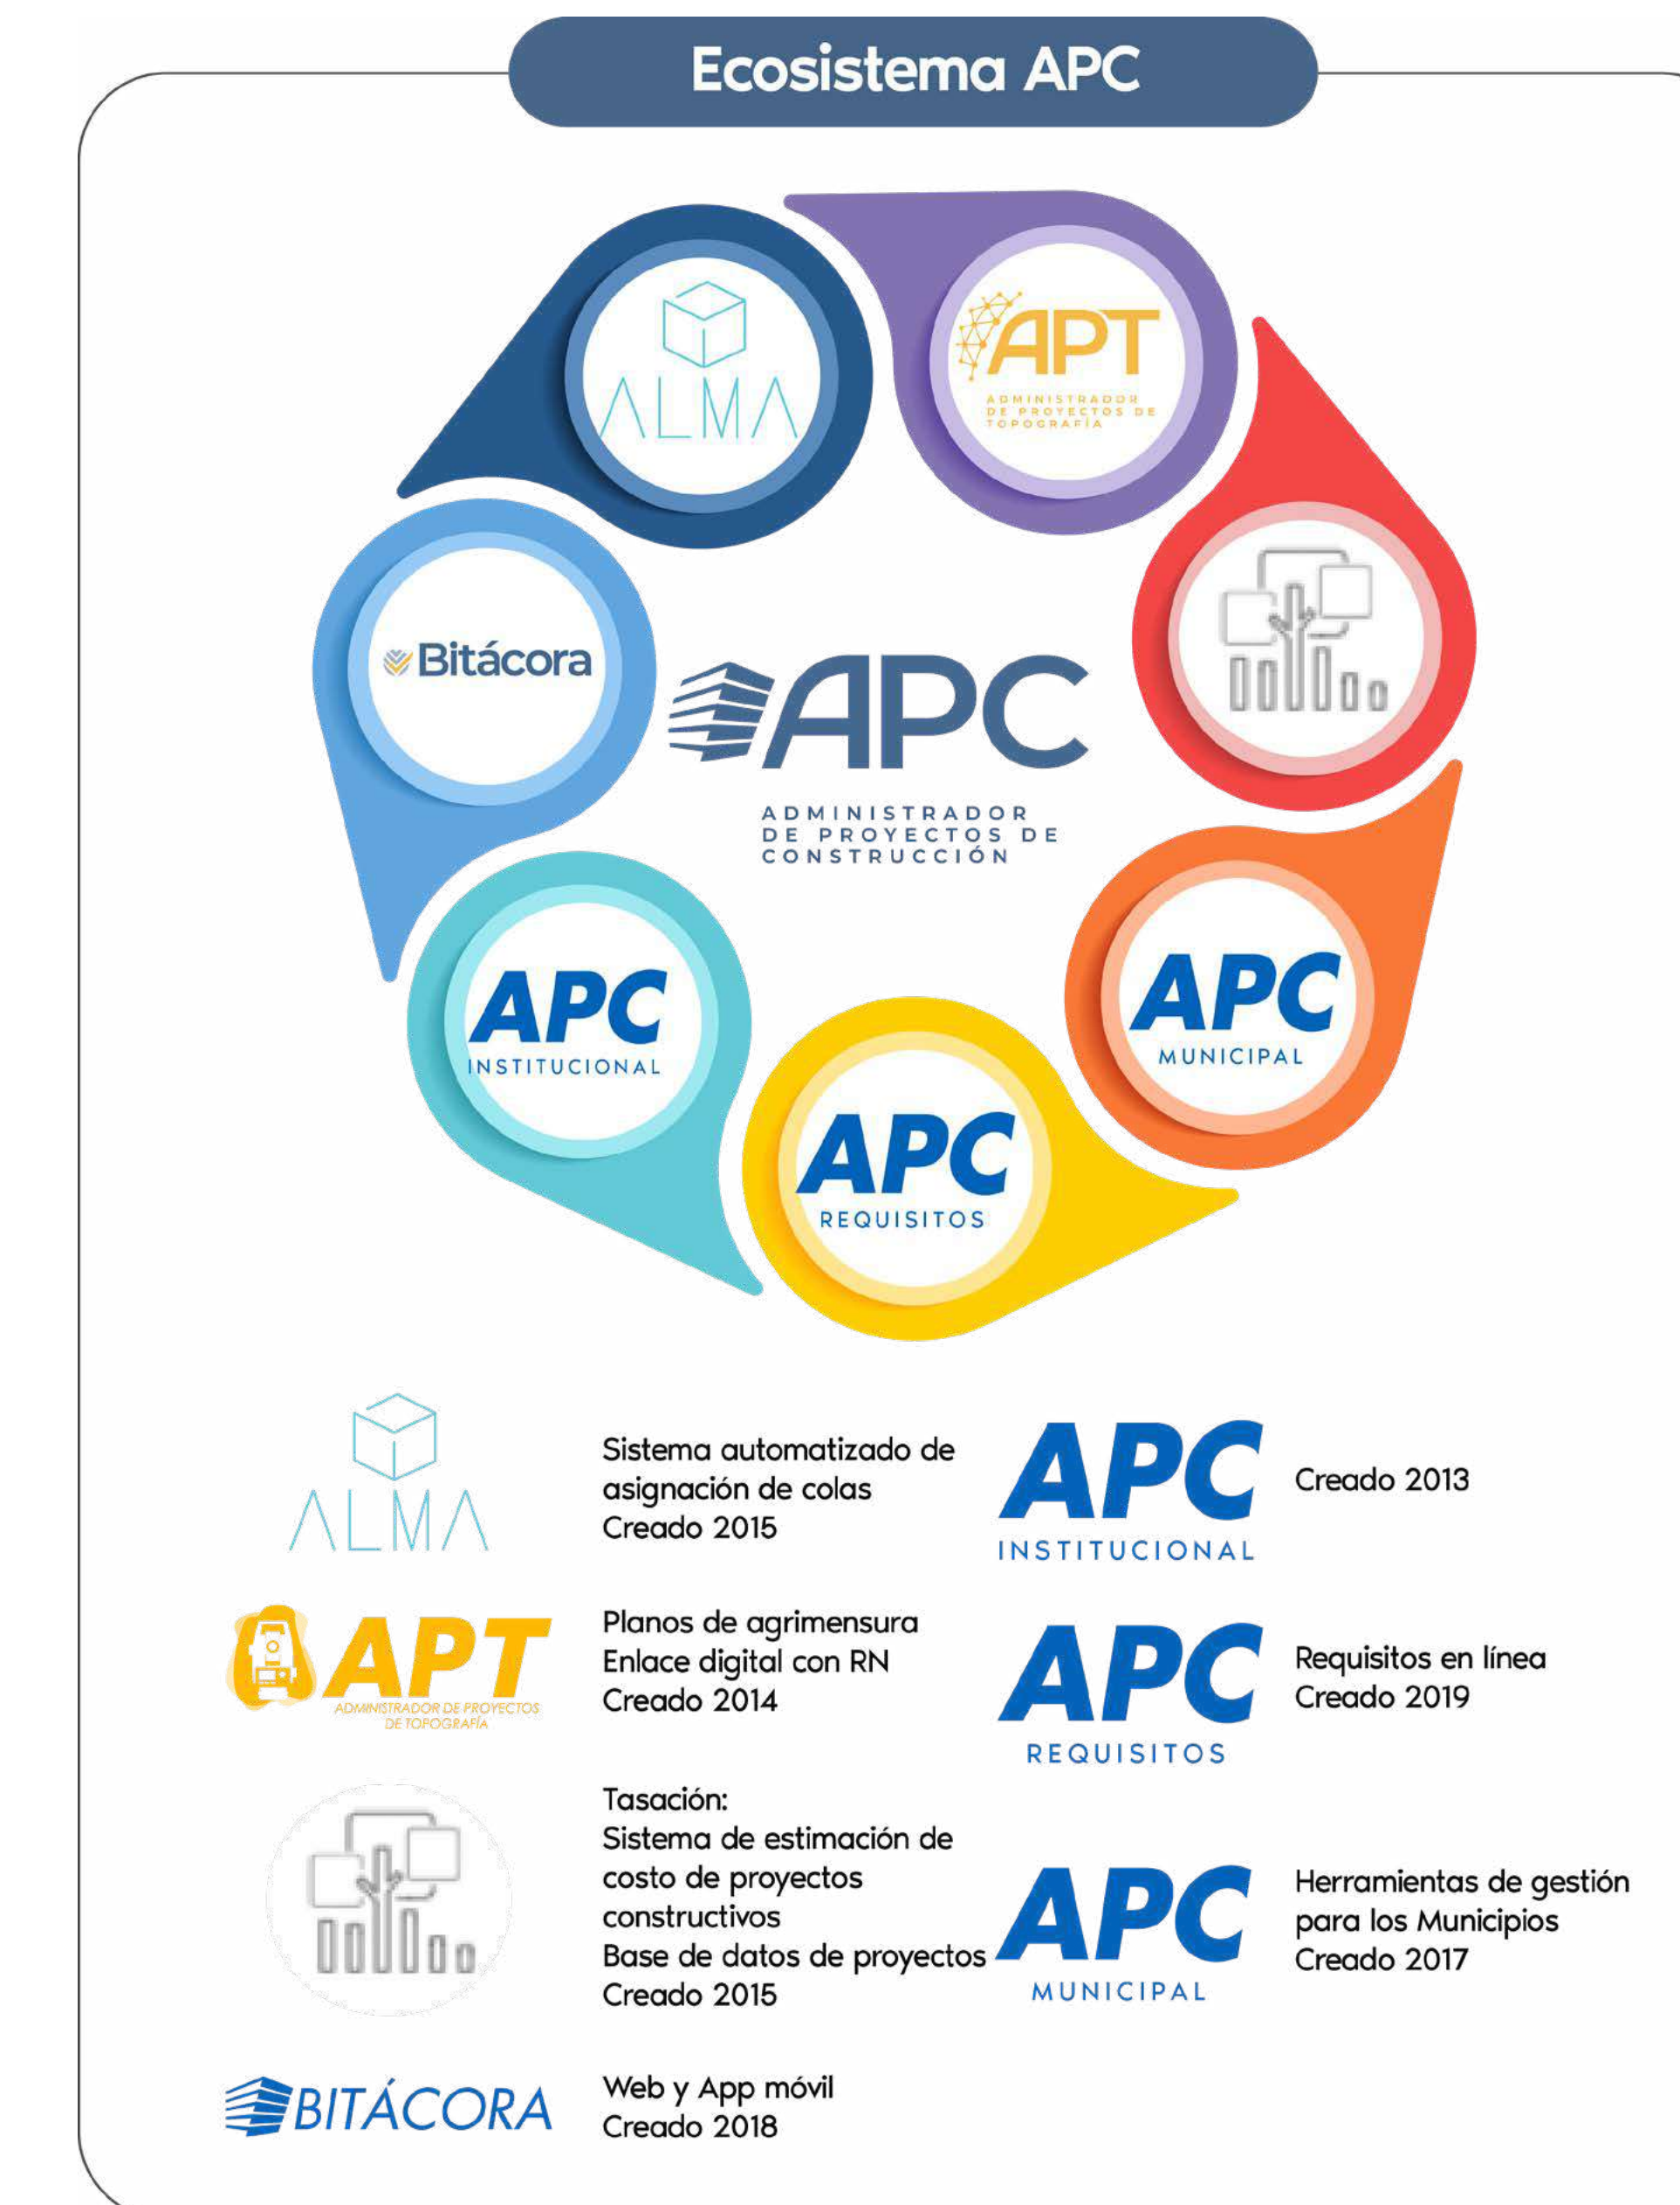 Ecosistema APC
ALMA
APT
ADMINISTRADOR
DE PROYECTOS DE
TOPOGRAFÍA
Bitácora
APC
ADMINISTRADOR
DE PROYECTOS DE
CONSTRUCCIÓN
APC
INSTITUCIONAL
APC
MUNICIPAL
APC
REQUISITOS
ALMA
Sistema automatizado de
asignación de colas
Creado 2015
APC
INSTITUCIONAL
Creado 2013
APT
ADMINISTRADOR DE PROYECTOS
DE TOPOGRAFÍA
Planos de agrimensura
Enlace digital con RN
Creado 2014
APC
REQUISITOS
Requisitos en línea
Creado 2019
Tasación:
Sistema de estimación de
costo de proyectos
constructivos
Base de datos de proyectos
Creado 2015
APC
MUNICIPAL
Herramientas de gestión
para los Municipios
Creado 2017
BITÁCORA
Web y App móvil
Creado 2018